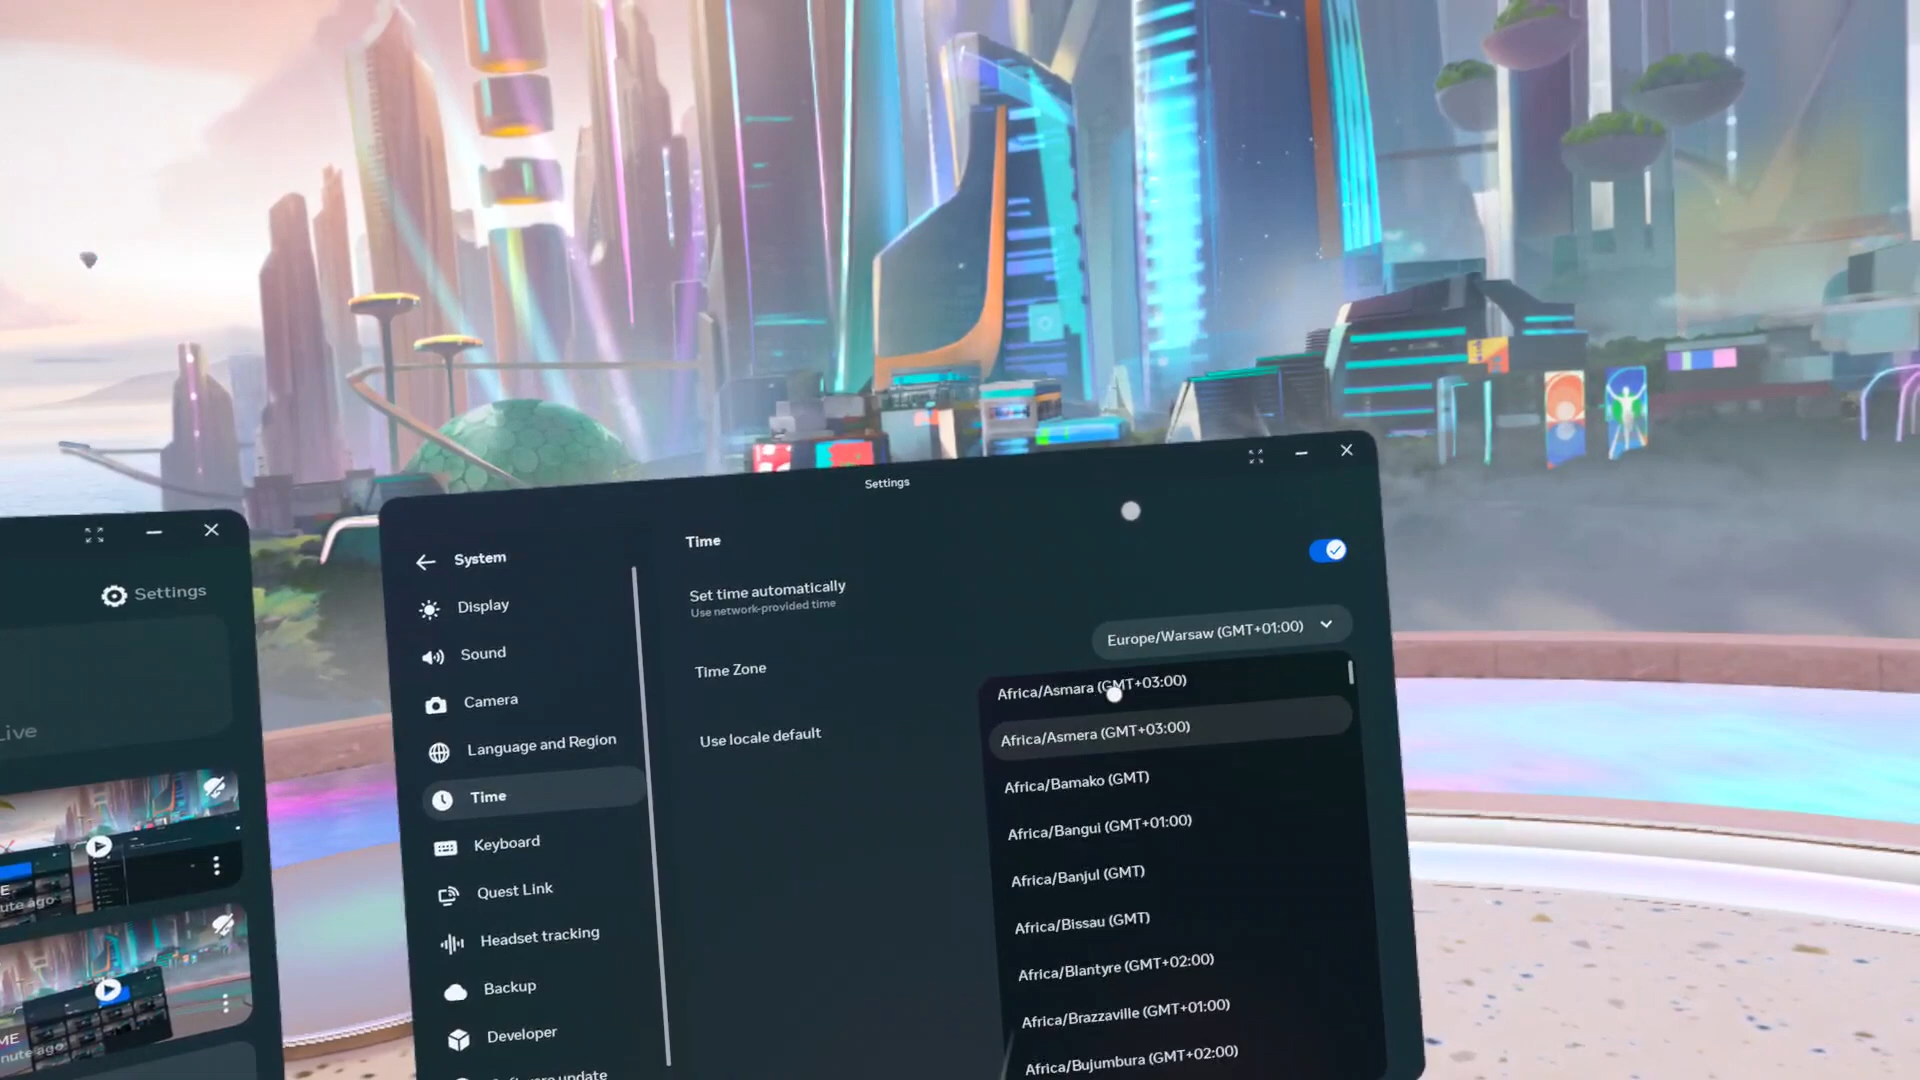 Settings
Live
Settings
System
Display
Sound
Camera
Language and Region
Time
Keyboard
Quest Link
Headset tracking
Backup
Developer
Time
Set time automatically
Use network-provided time
Time Zone
Europe/Warsaw (GMT+01:00)
Use locale default
Africa/Asmara (GMT+03:00)
Africa/Asmera (GMT+03:00)
Africa/Bamako (GMT)
Africa/Bangui (GMT+01:00)
Africa/Banjul (GMT)
Africa/Bissau (GMT)
Africa/Blantyre (GMT+02:00)
Africa/Brazzaville (GMT+01:00)
Africa/Bujumbura (GMT+02:00)